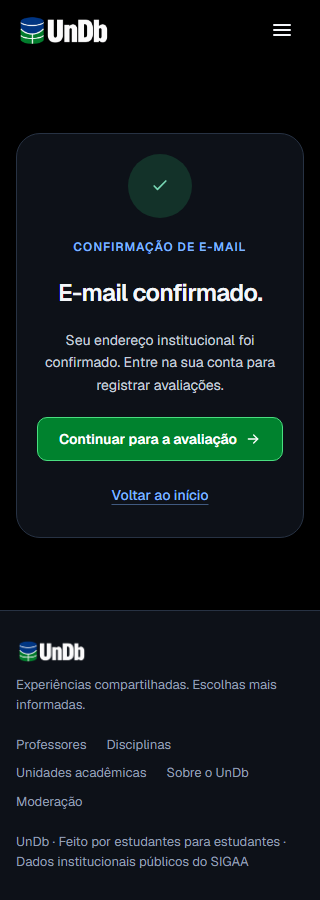 UnDb
CONFIRMAÇÃO DE E-MAIL
E-mail confirmado.
Seu endereço institucional foi
confirmado. Entre na sua conta para
registrar avaliações.
Continuar para a avaliação →
Voltar ao início
UnDb
Experiências compartilhadas. Escolhas mais
informadas.
Professores Disciplinas
Unidades acadêmicas Sobre o UnDb
Moderação
UnDb · Feito por estudantes para estudantes ·
Dados institucionais públicos do SIGAA